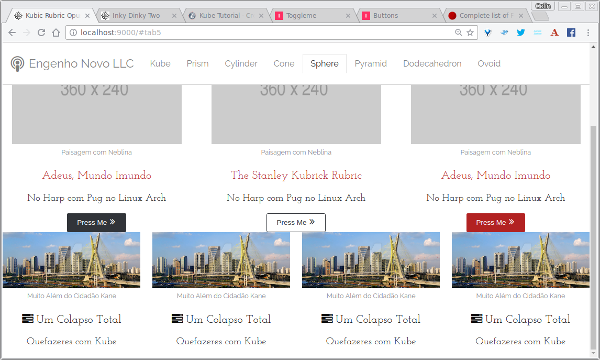 Kubic Rubric Opu
Inky Dinky Two
Kube Tutorial - G
Toggleme
Buttons
Complete list of F
localhost:9000/#tab5
Engenho Novo LLC Kube Prism Cylinder Cone Sphere Pyramid Dodecahedron Ovoid
360 x 240 360 x 240 360 x 240
Paisagem com Neblina Paisagem com Neblina Paisagem com Neblina
Adeus, Mundo Imundo The Stanley Kubrick Rubric Adeus, Mundo Imundo
No Harp com Pug no Linux Arch No Harp com Pug no Linux Arch No Harp com Pug no Linux Arch
Press Me » Press Me » Press Me »
Muito Além do Cidadão Kane Muito Além do Cidadão Kane Muito Além do Cidadão Kane Muito Além do Cidadão Kane
Um Colapso Total Um Colapso Total Um Colapso Total Um Colapso Total
Quefazeres com Kube Quefazeres com Kube Quefazeres com Kube Quefazeres com Kube